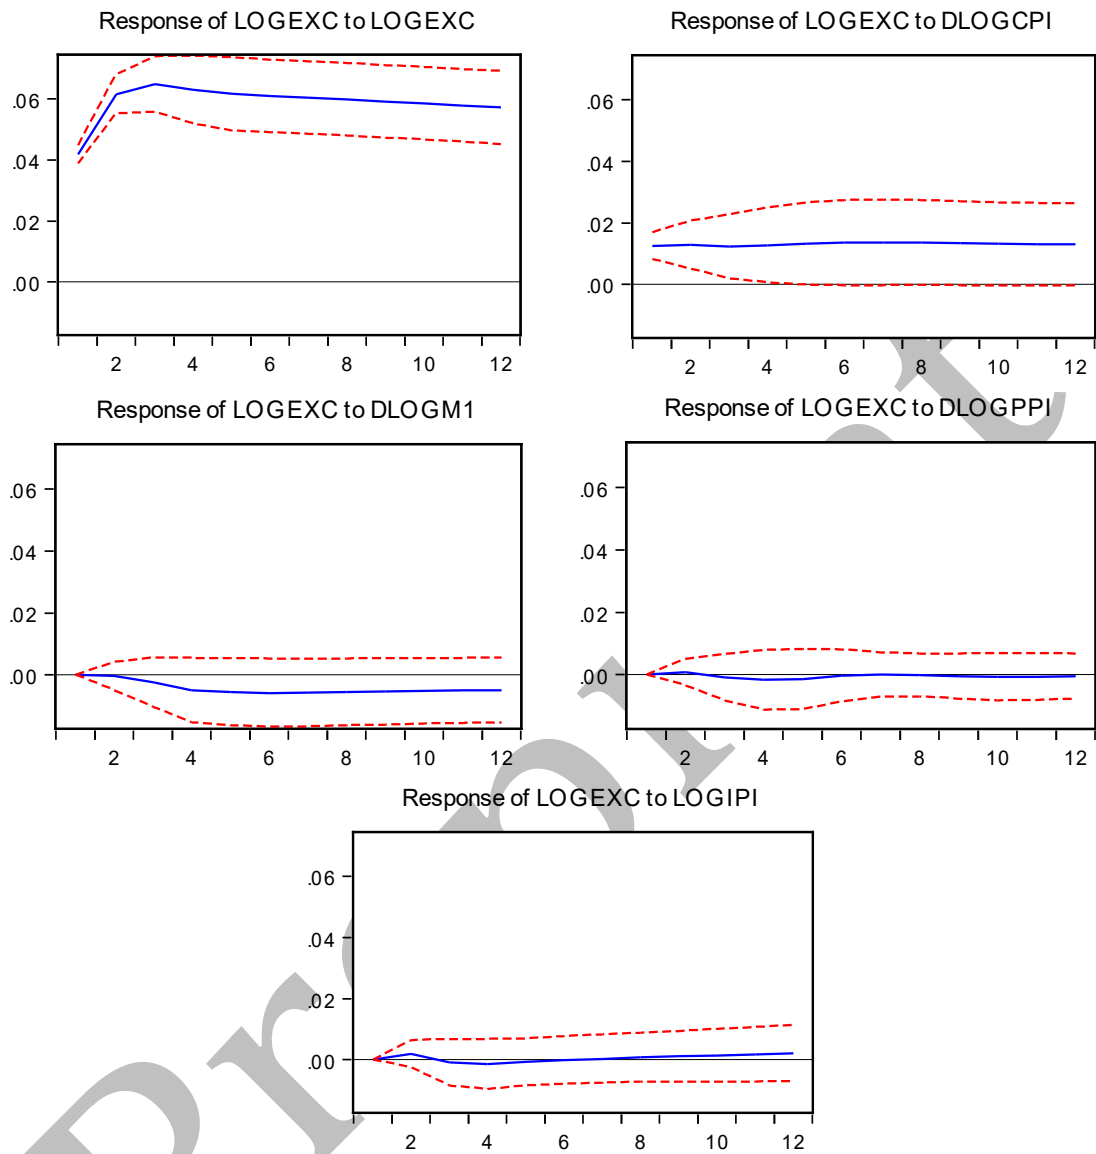 Response of LOGEXC to LOGEXC
.06
.04
.02
.00
2 4 6 8 10 12
Response of LOGEXC to DLOGCPI
.06
.04
.02
.00
2 4 6 8 10 12
Response of LOGEXC to DLOGM1
.06
.04
.02
.00
2 4 6 8 10 12
Response of LOGEXC to DLOGPPI
.06
.04
.02
.00
2 4 6 8 10 12
Response of LOGEXC to LOGIPI
.06
.04
.02
.00
2 4 6 8 10 12
Preprint